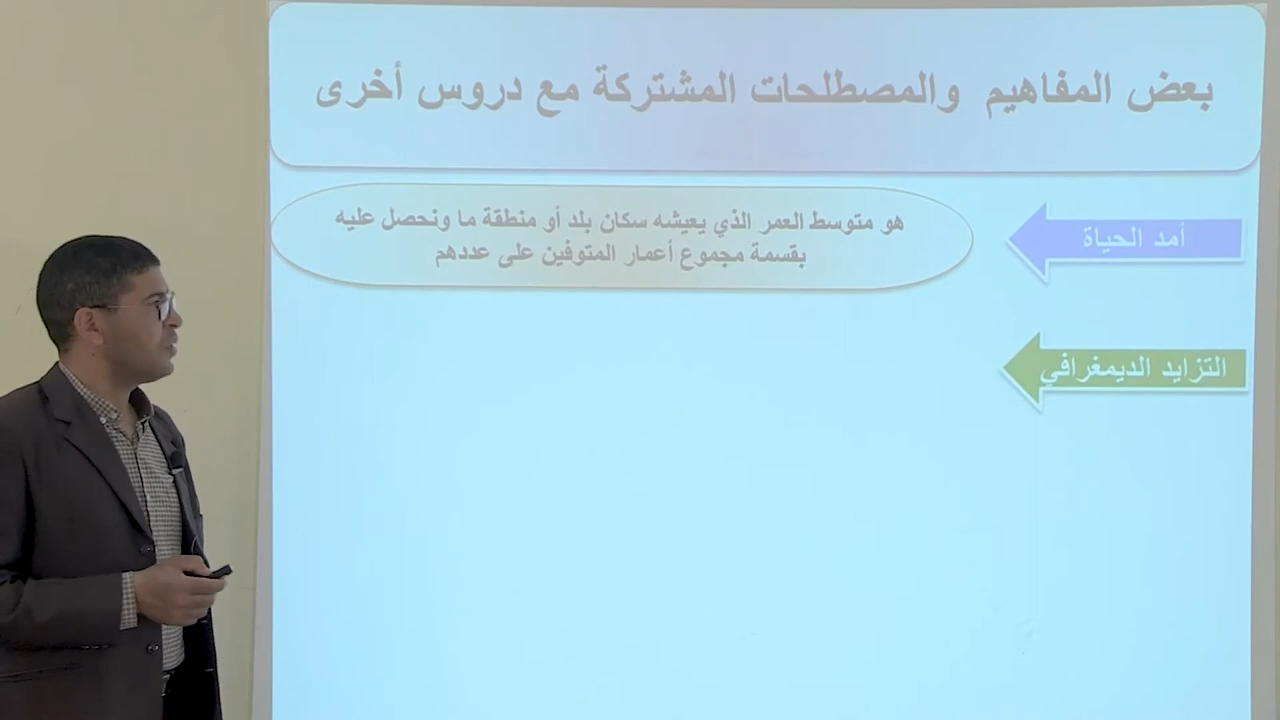 بعض المفاهيم والمصطلحات المشتركة مع دروس أخرى
أمد الحياة
هو متوسط العمر الذي يعيشه سكان بلد أو منطقة ما ونحصل عليه
بقسمة مجموع أعمار المتوفين على عددهم
التزايد الديمغرافي